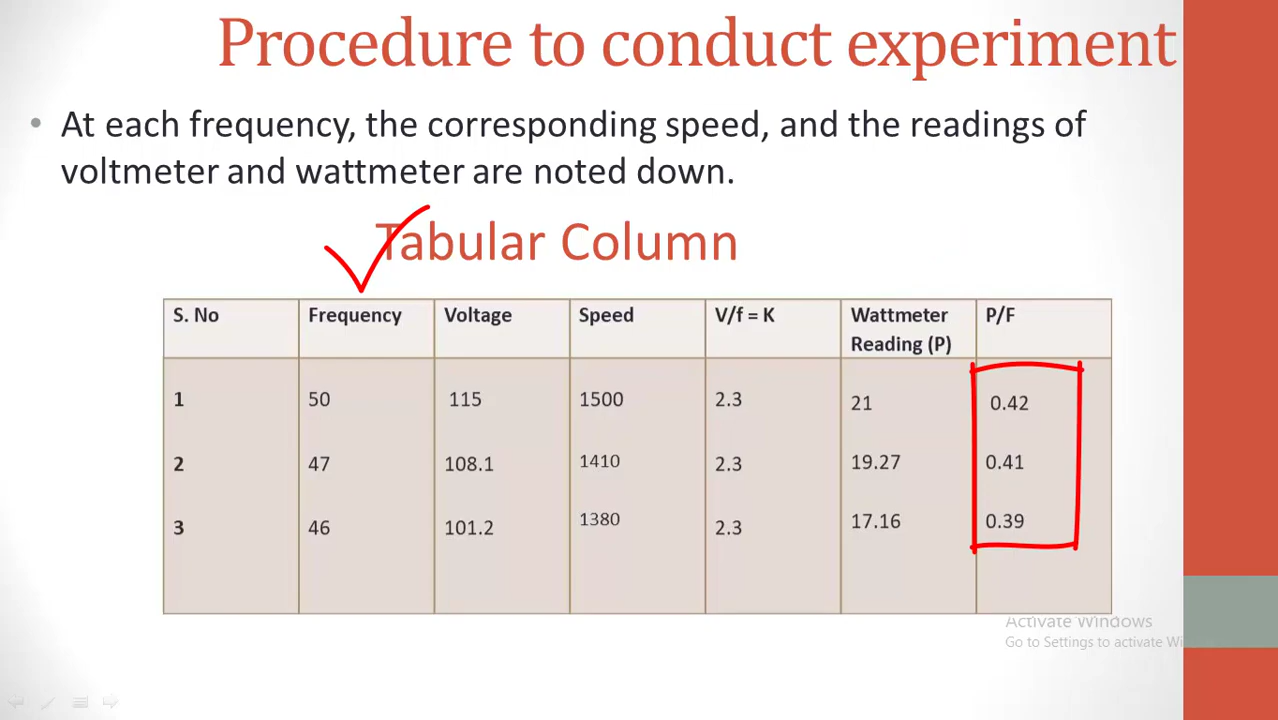 Procedure to conduct experiment
• At each frequency, the corresponding speed, and the readings of
voltmeter and wattmeter are noted down.
Tabular Column
S. No Frequency Voltage Speed V/f = K Wattmeter Reading (P) P/F
1 50 115 1500 2.3 21 0.42
2 47 108.1 1410 2.3 19.27 0.41
3 46 101.2 1380 2.3 17.16 0.39
Activate Windows
Go to Settings to activate Wi